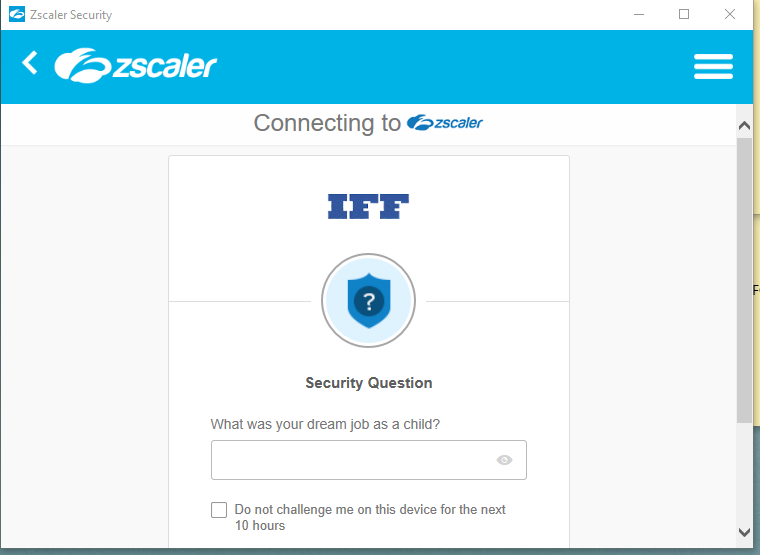 Zscaler Security
zscaler
Connecting to zscaler
IFF
?
Security Question
What was your dream job as a child?
Do not challenge me on this device for the next
10 hours